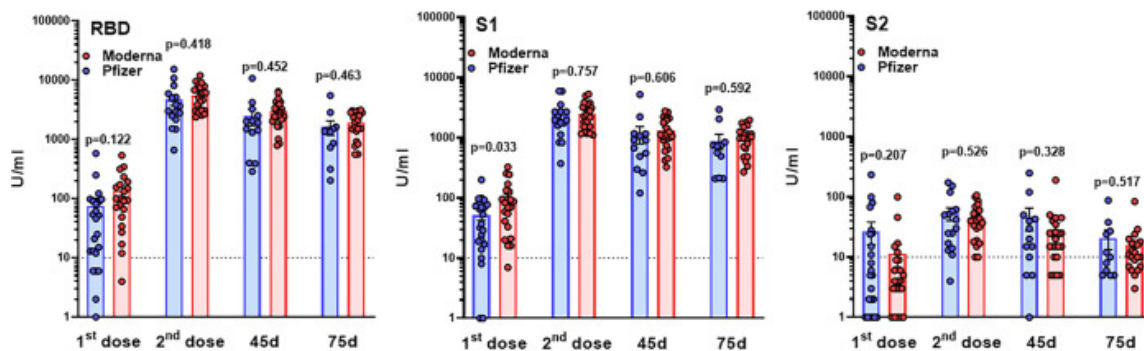 RBD
Moderna
Pfizer
p=0.122
p=0.418
p=0.452
p=0.463
U/ml
100000
10000
1000
100
10
1
1st dose
2nd dose
45d
75d
S1
Moderna
Pfizer
p=0.033
p=0.757
p=0.606
p=0.592
U/ml
100000
10000
1000
100
10
1
1st dose
2nd dose
45d
75d
S2
Moderna
Pfizer
p=0.207
p=0.526
p=0.328
p=0.517
U/ml
100000
10000
1000
100
10
1
1st dose
2nd dose
45d
75d